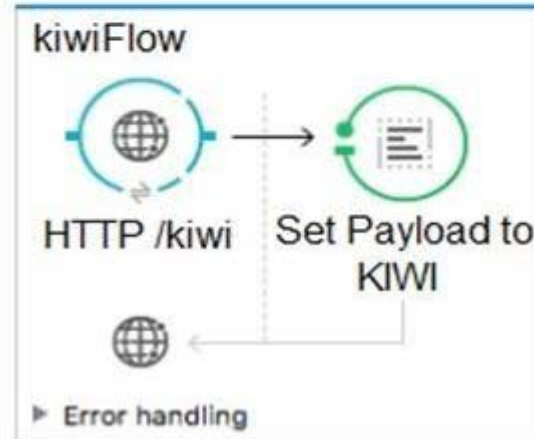 kiwiFlow
HTTP /kiwi
Set Payload to
KIWI
Error handling